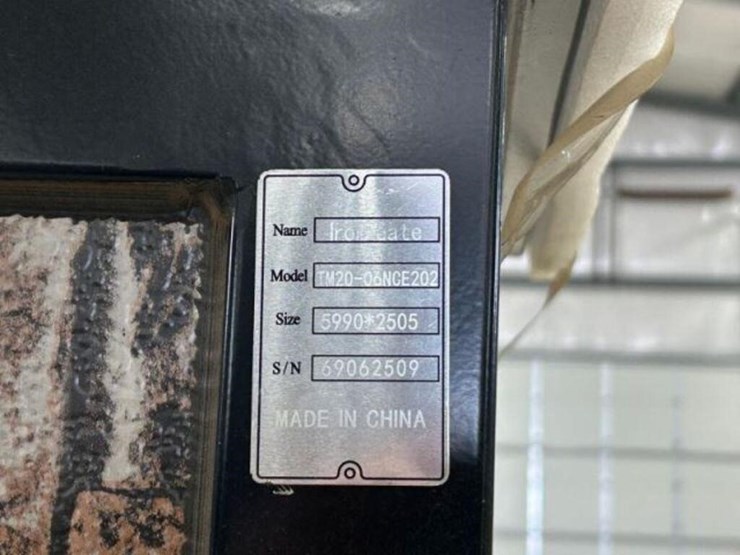 Name Iron Gate
Model TM20-06NCE202
Size 5990*2505
S/N 69062509
MADE IN CHINA